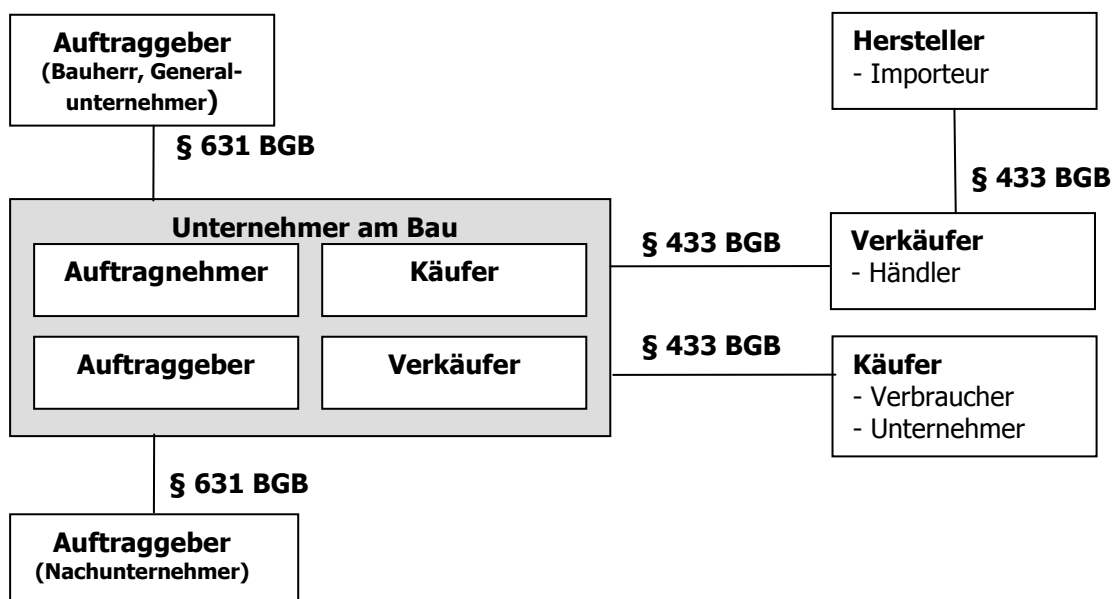 Auftraggeber
(Bauherr, General-
unternehmer)
§ 631 BGB
Unternehmer am Bau
Auftragnehmer
Käufer
Auftraggeber
Verkäufer
§ 631 BGB
Auftraggeber
(Nachunternehmer)
Hersteller
- Importeur
§ 433 BGB
§ 433 BGB
Verkäufer
- Händler
§ 433 BGB
Käufer
- Verbraucher
- Unternehmer